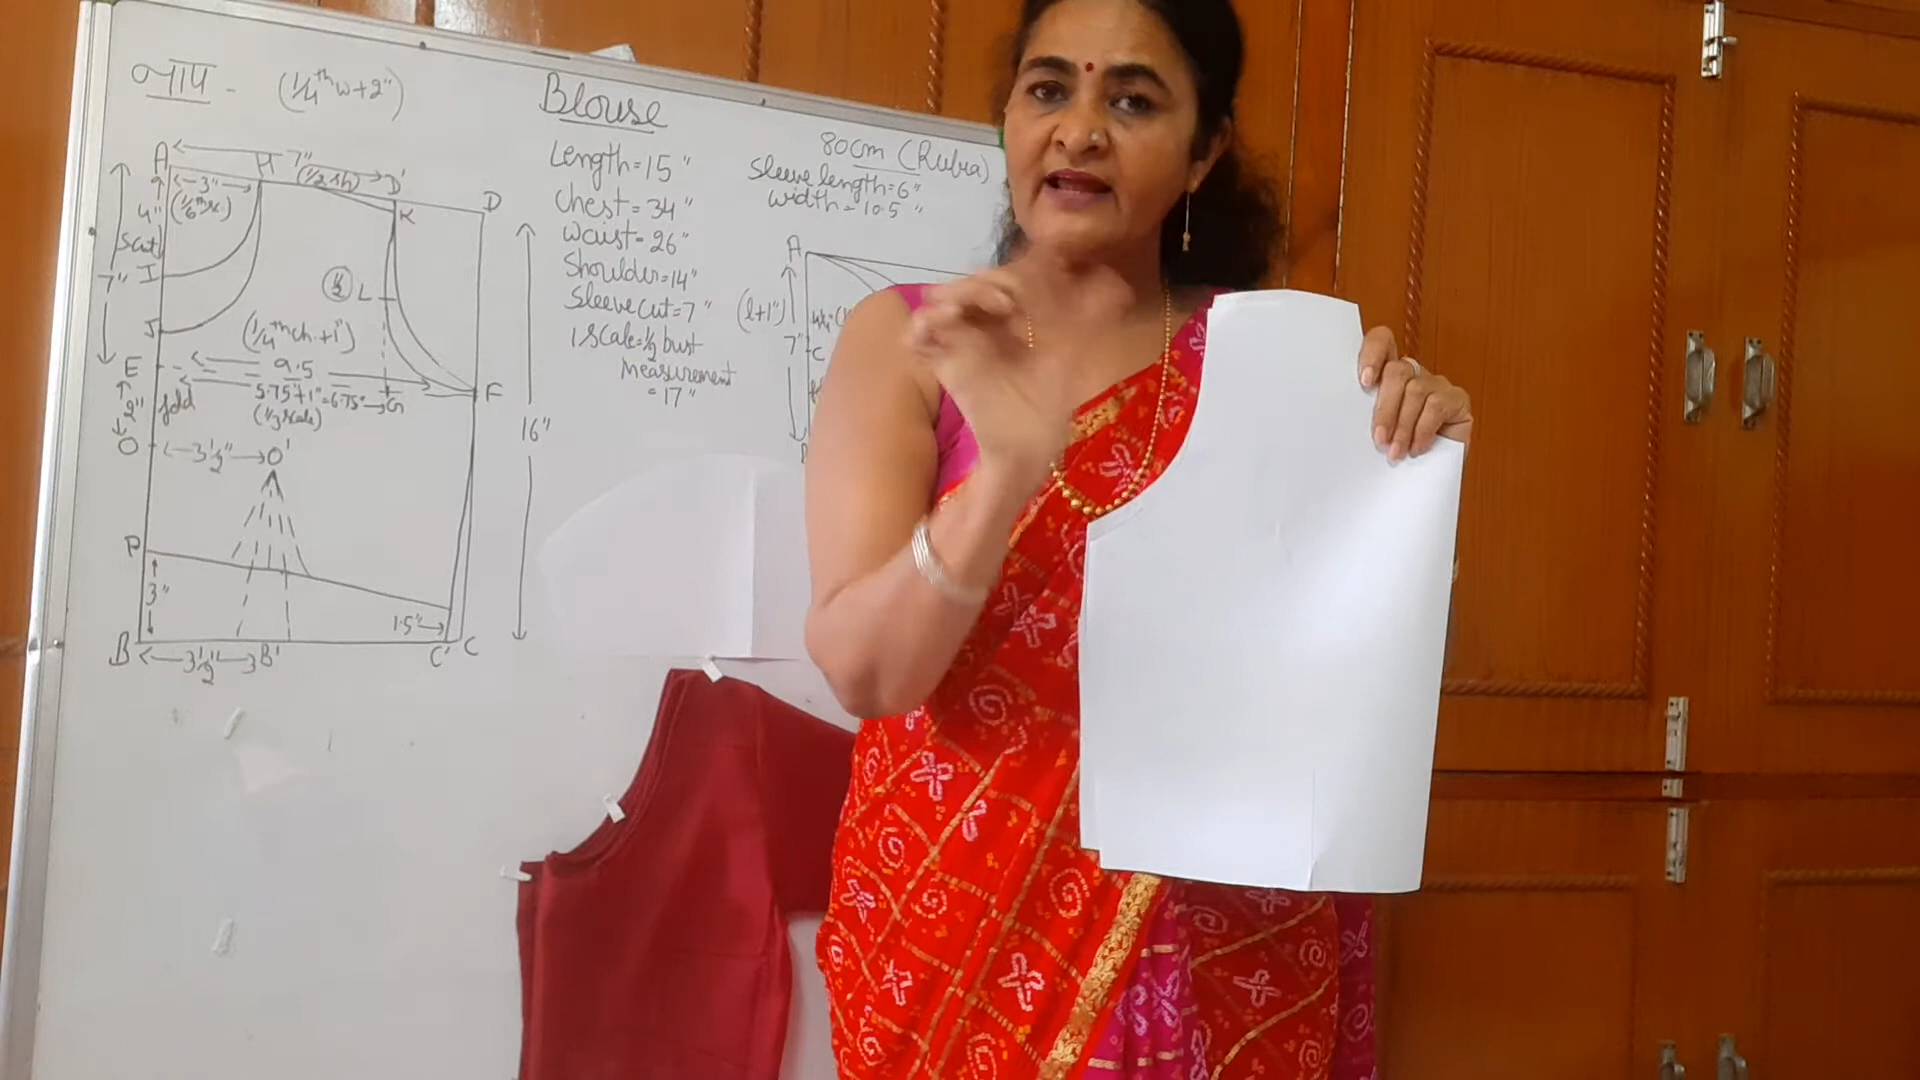 नाप - (1/4th w+2")
Blouse
Length=15"
Chest=34"
Waist=26"
Shoulder=14"
Sleeve cut=7"
1 Scale=1/2 bust
Measurement
=17"
80cm (Rubia)
Sleeve length=6"
width=10.5"
A
(l+1")
7"
C
A
H
7"
(1/2 sh)
D'
D
3"
(1/6th sc.)
K
4"
S cut)
7"
I
1/2
L
J
(1/4th ch.+1")
E
9.5
F
5.75"+1"=6.75"
G
(1/3 scale)
2"
fold
O
3 1/2"
O'
16"
P
3"
1.5"
B
3 1/2"
B'
C'
C